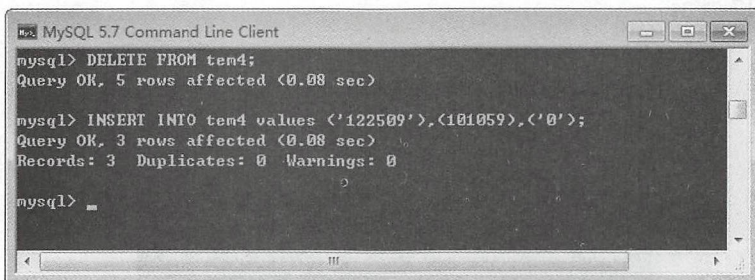 MySQL 5.7 Command Line Client
mysql> DELETE FROM tem4;
Query OK, 5 rows affected (0.08 sec)
mysql> INSERT INTO tem4 values ('122509'),(101059),('0');
Query OK, 3 rows affected (0.08 sec)
Records: 3 Duplicates: 0 Warnings: 0
mysql> _